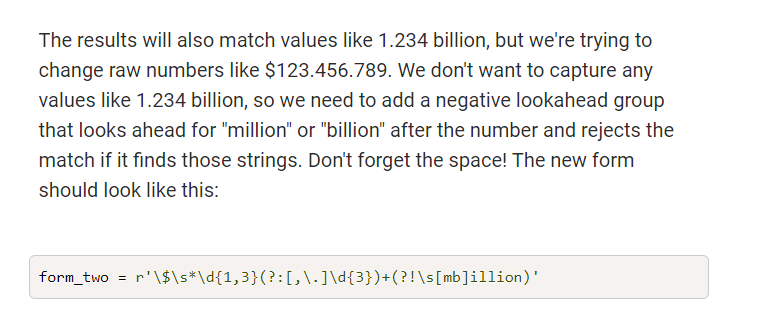 The results will also match values like 1.234 billion, but we're trying to
change raw numbers like $123.456.789. We don't want to capture any
values like 1.234 billion, so we need to add a negative lookahead group
that looks ahead for "million" or "billion" after the number and rejects the
match if it finds those strings. Don't forget the space! The new form
should look like this:
form_two = r'\$\s*\d{1,3}(?:[,\.]\d{3})+(?!\s[mb]illion)'